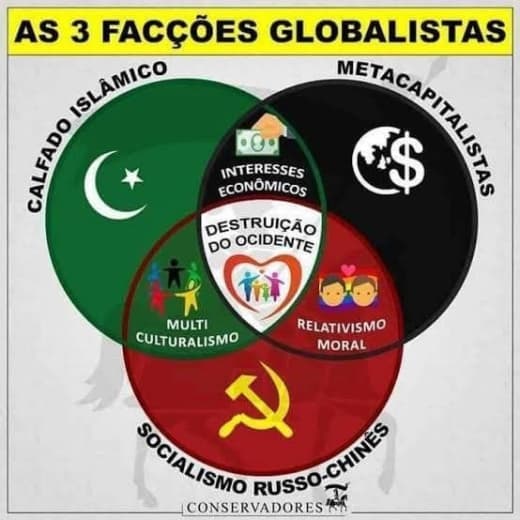 AS 3 FACÇÕES GLOBALISTAS
CALFADO ISLÂMICO
METACAPITALISTAS
$
INTERESSES
ECONÔMICOS
DESTRUIÇÃO
DO OCIDENTE
MULTI
CULTURALISMO
RELATIVISMO
MORAL
SOCIALISMO RUSSO-CHINÊS
CONSERVADORES